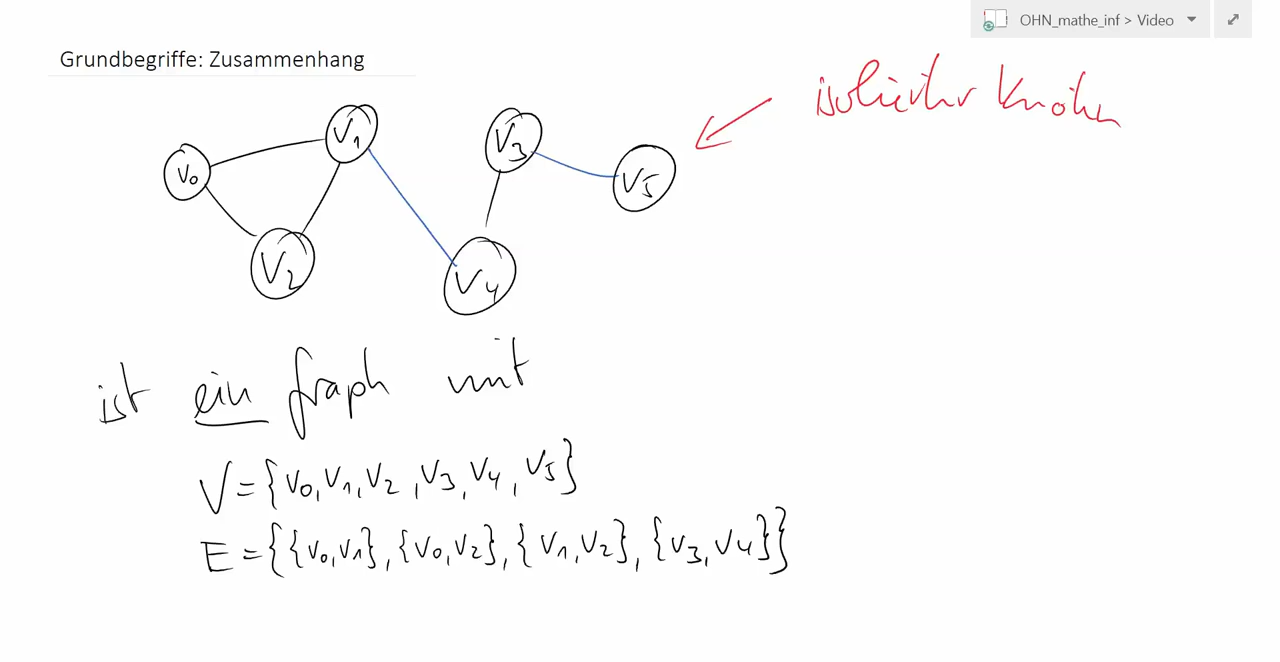 OHN_mathe_inf > Video
Grundbegriffe: Zusammenhang
isolierter Knoten
v0
v1
v2
v3
v4
v5
ist ein Graph mit
V={v0,v1,v2,v3,v4,v5}
E={{v0,v1},{v0,v2},{v1,v2},{v3,v4}}